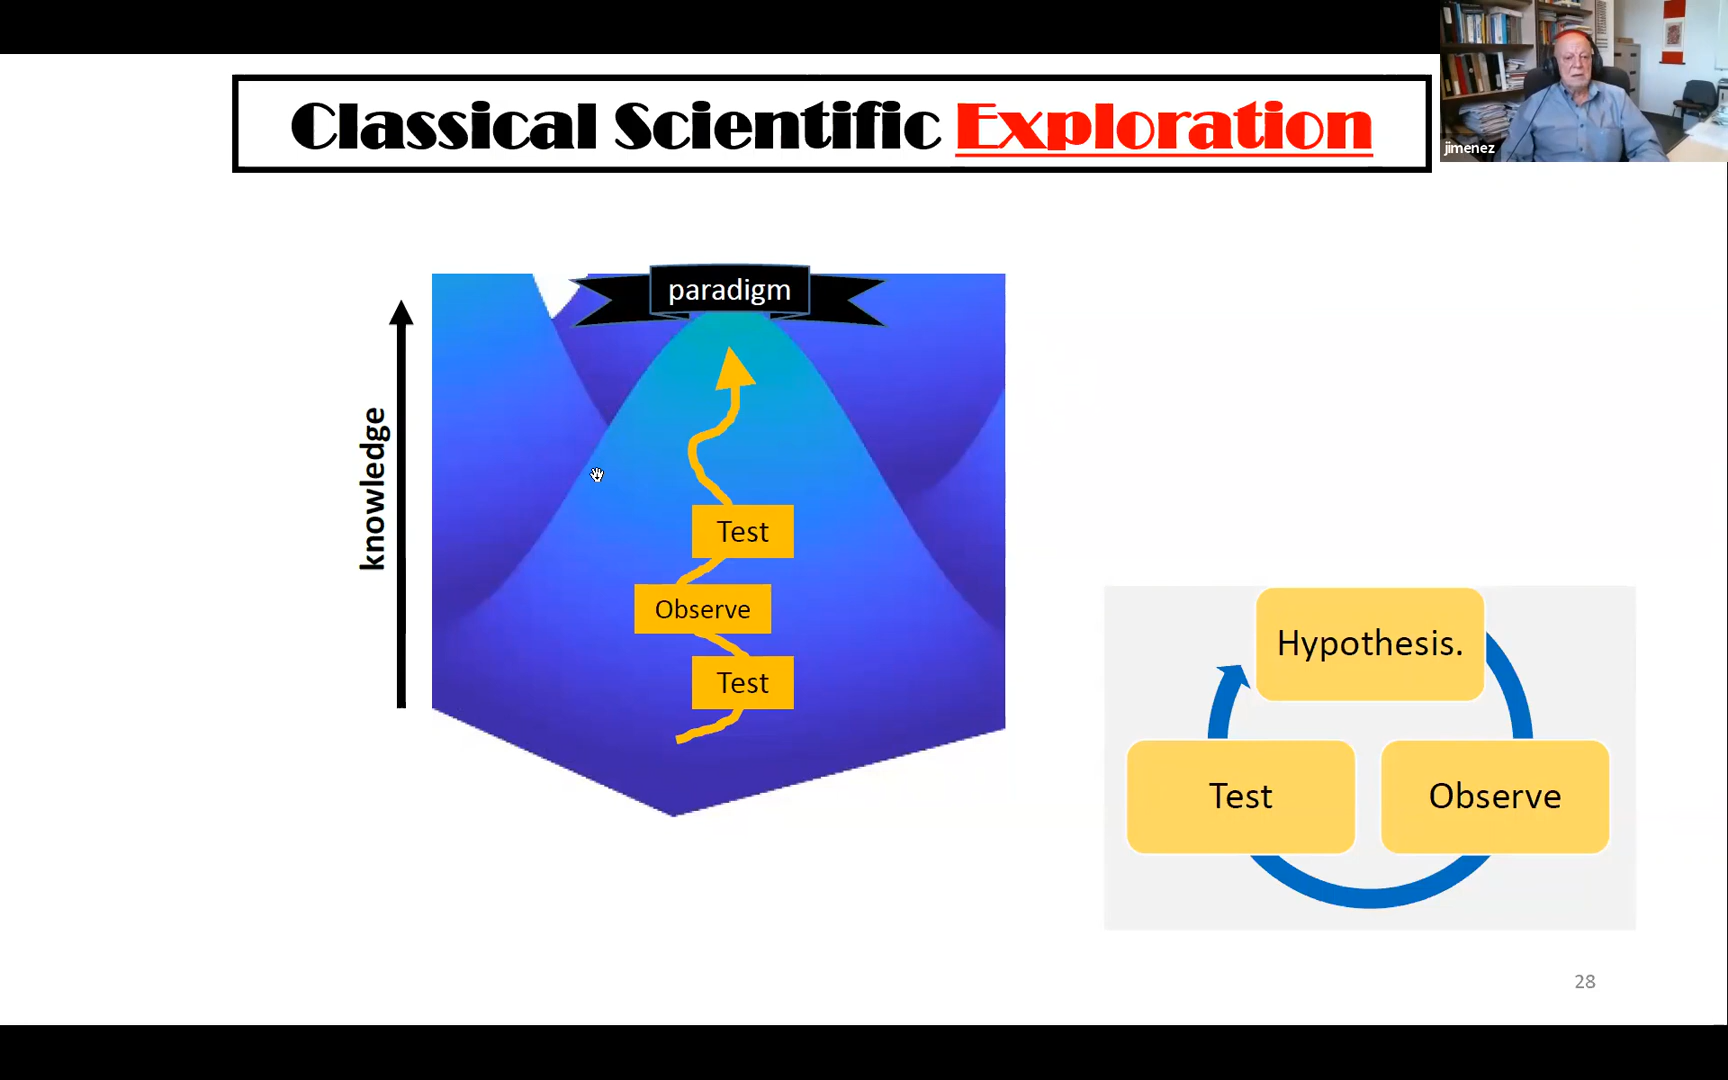 Classical Scientific Exploration
jimenez
paradigm
knowledge
Test
Observe
Test
Hypothesis.
Test
Observe
28